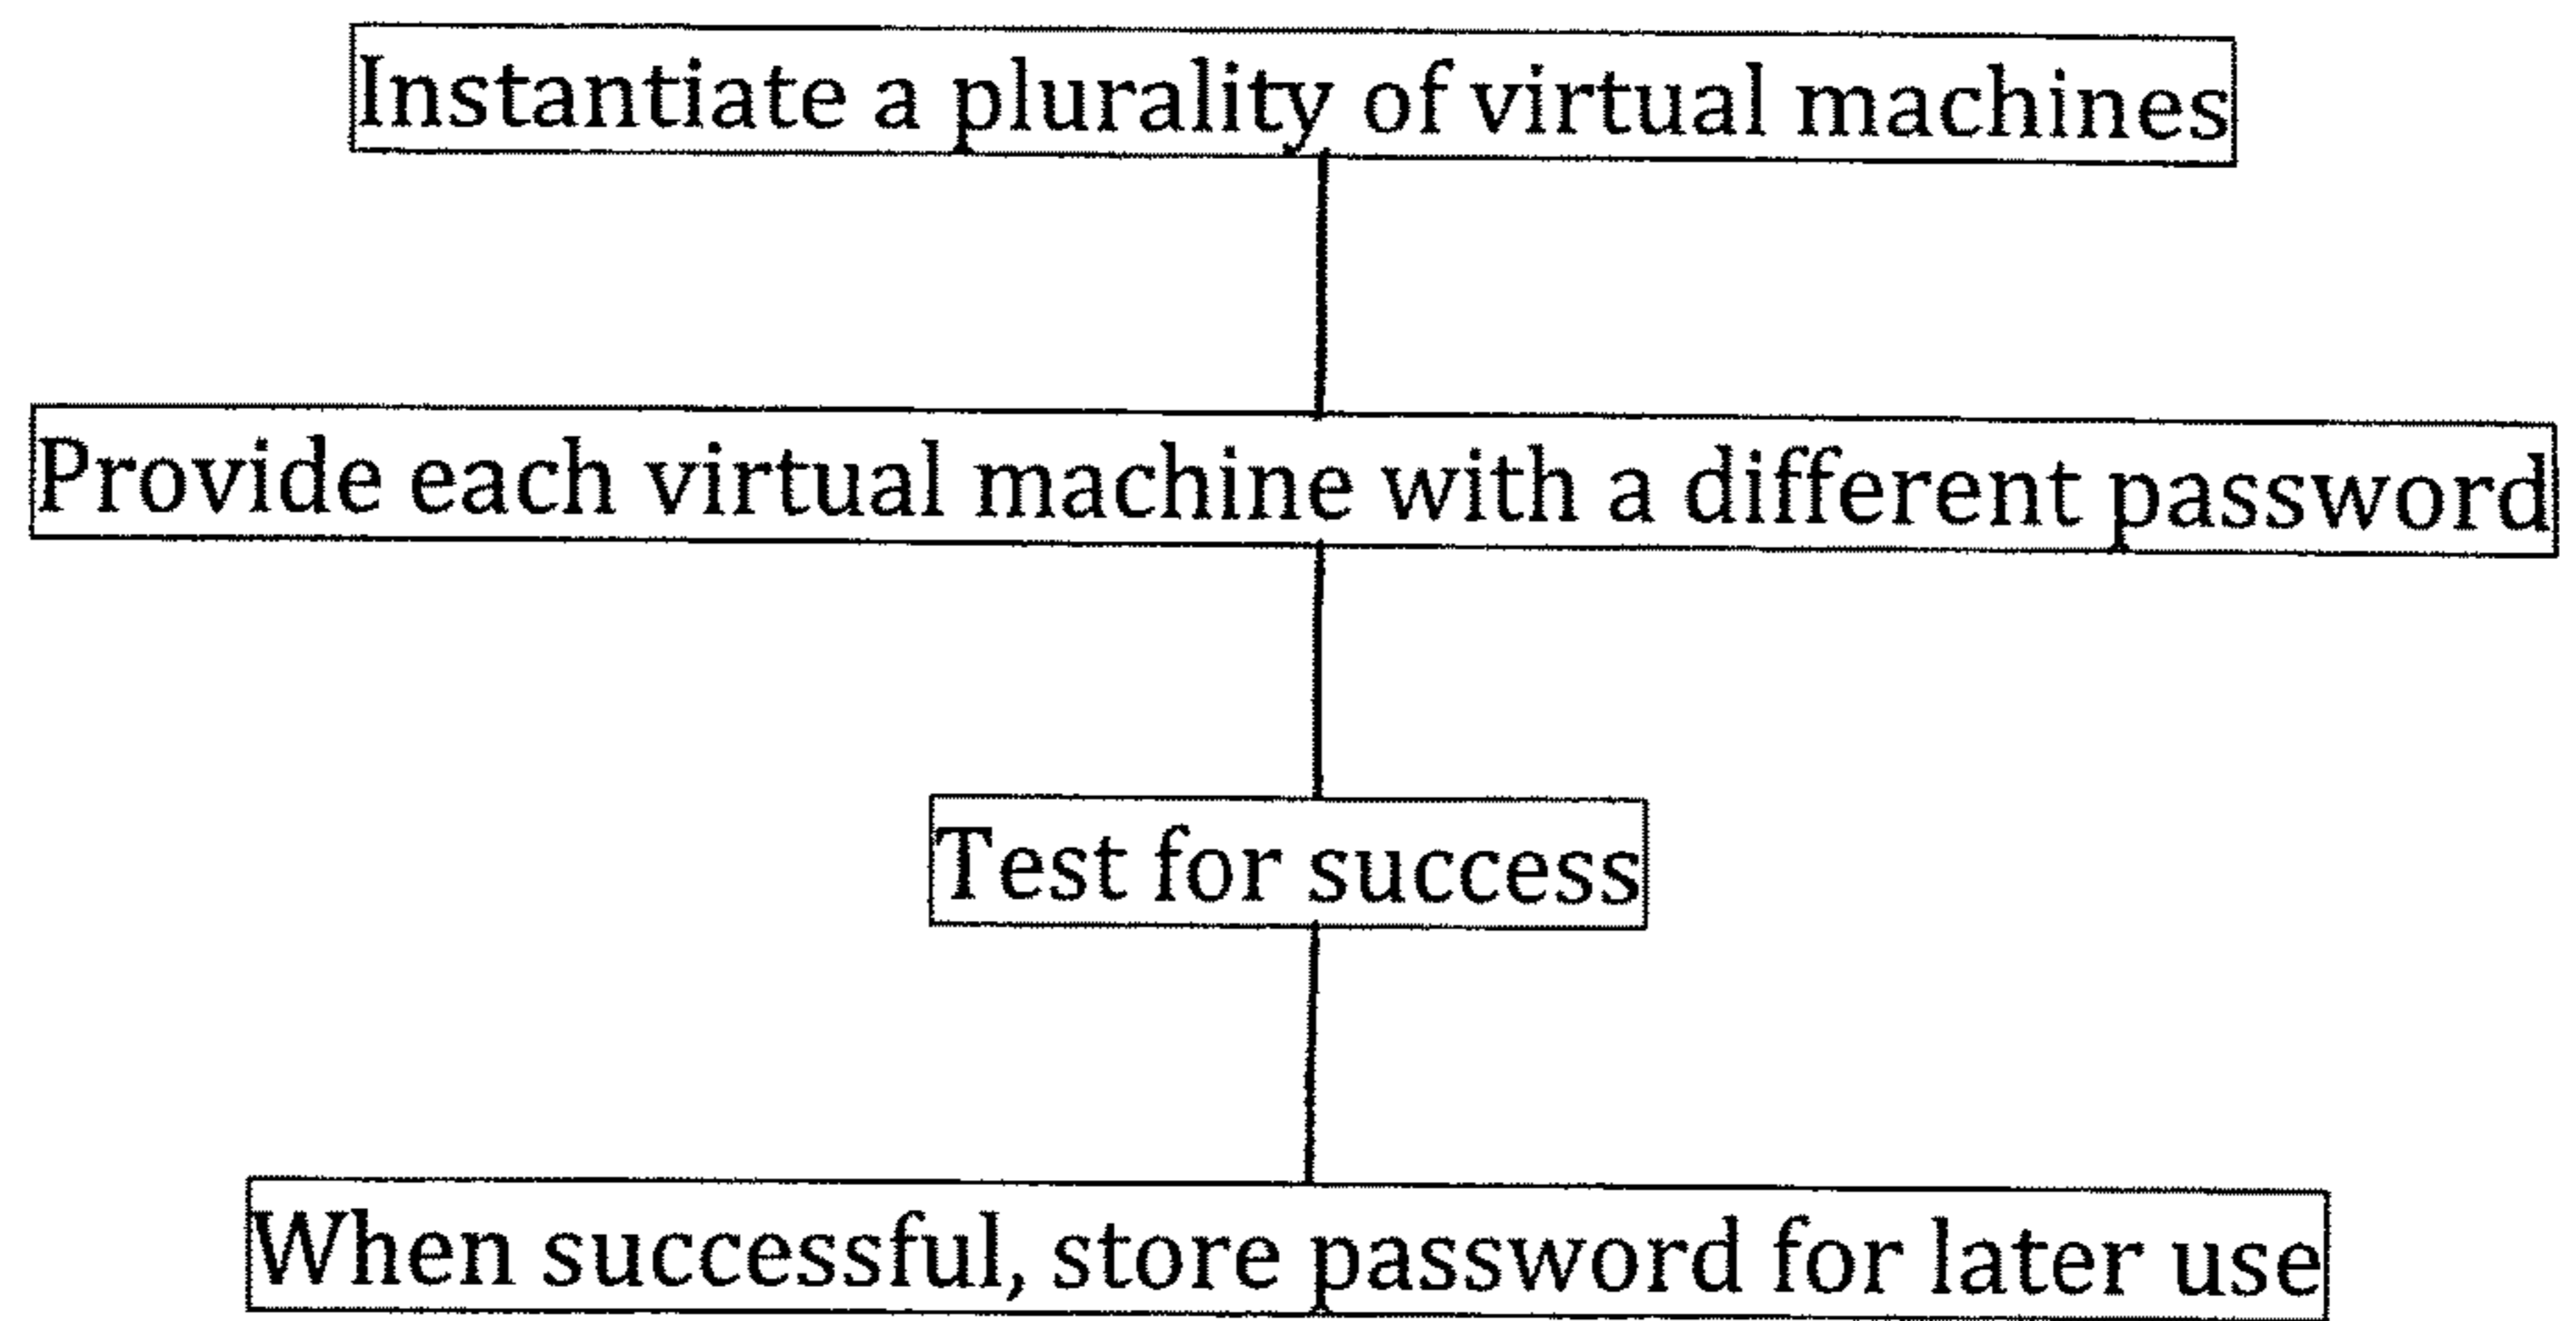 Instantiate a plurality of virtual machines
Provide each virtual machine with a different password
Test for success
When successful, store password for later use